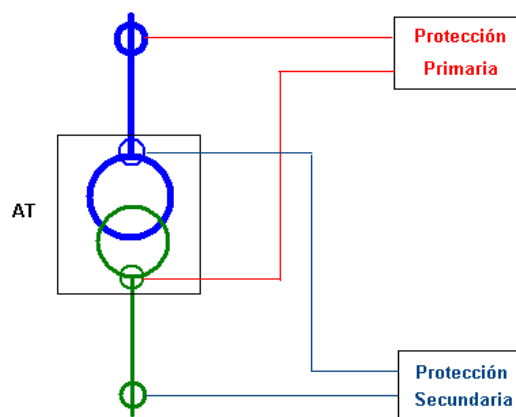 Protección
Primaria
AT
Protección
Secundaria